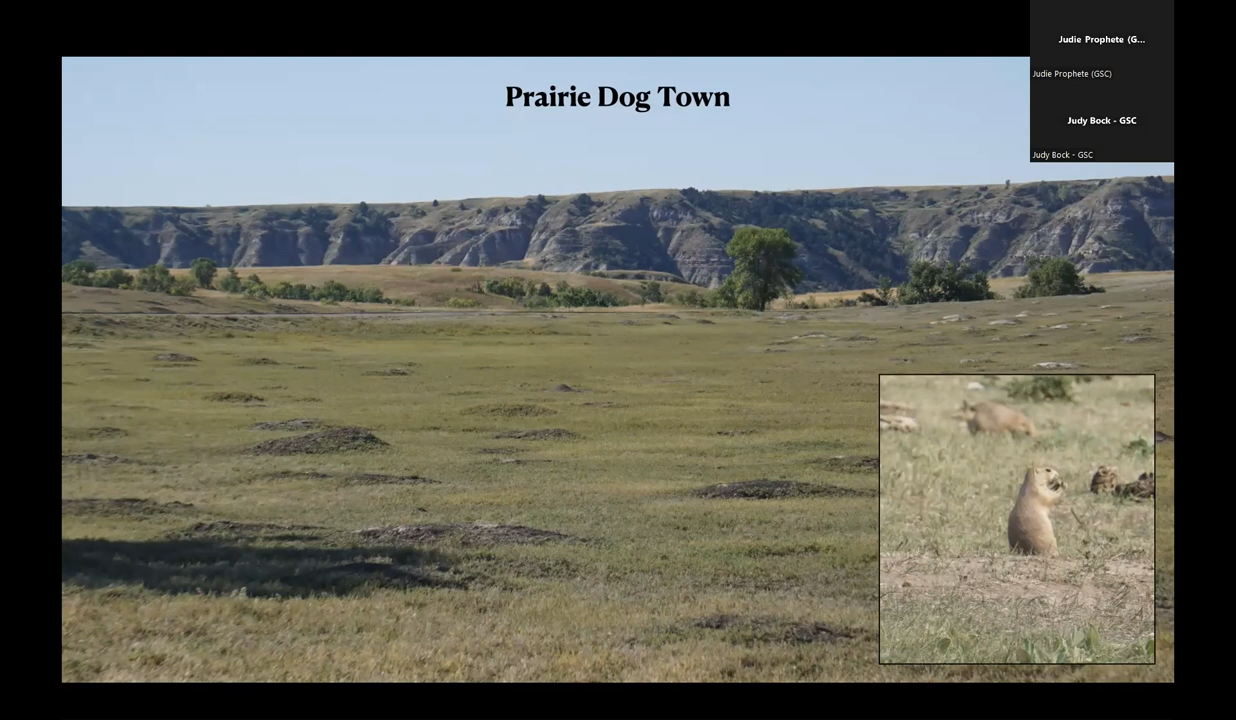 Judie Prophete (G...
Judie Prophete (GSC)
Prairie Dog Town
Judy Bock - GSC
Judy Bock - GSC